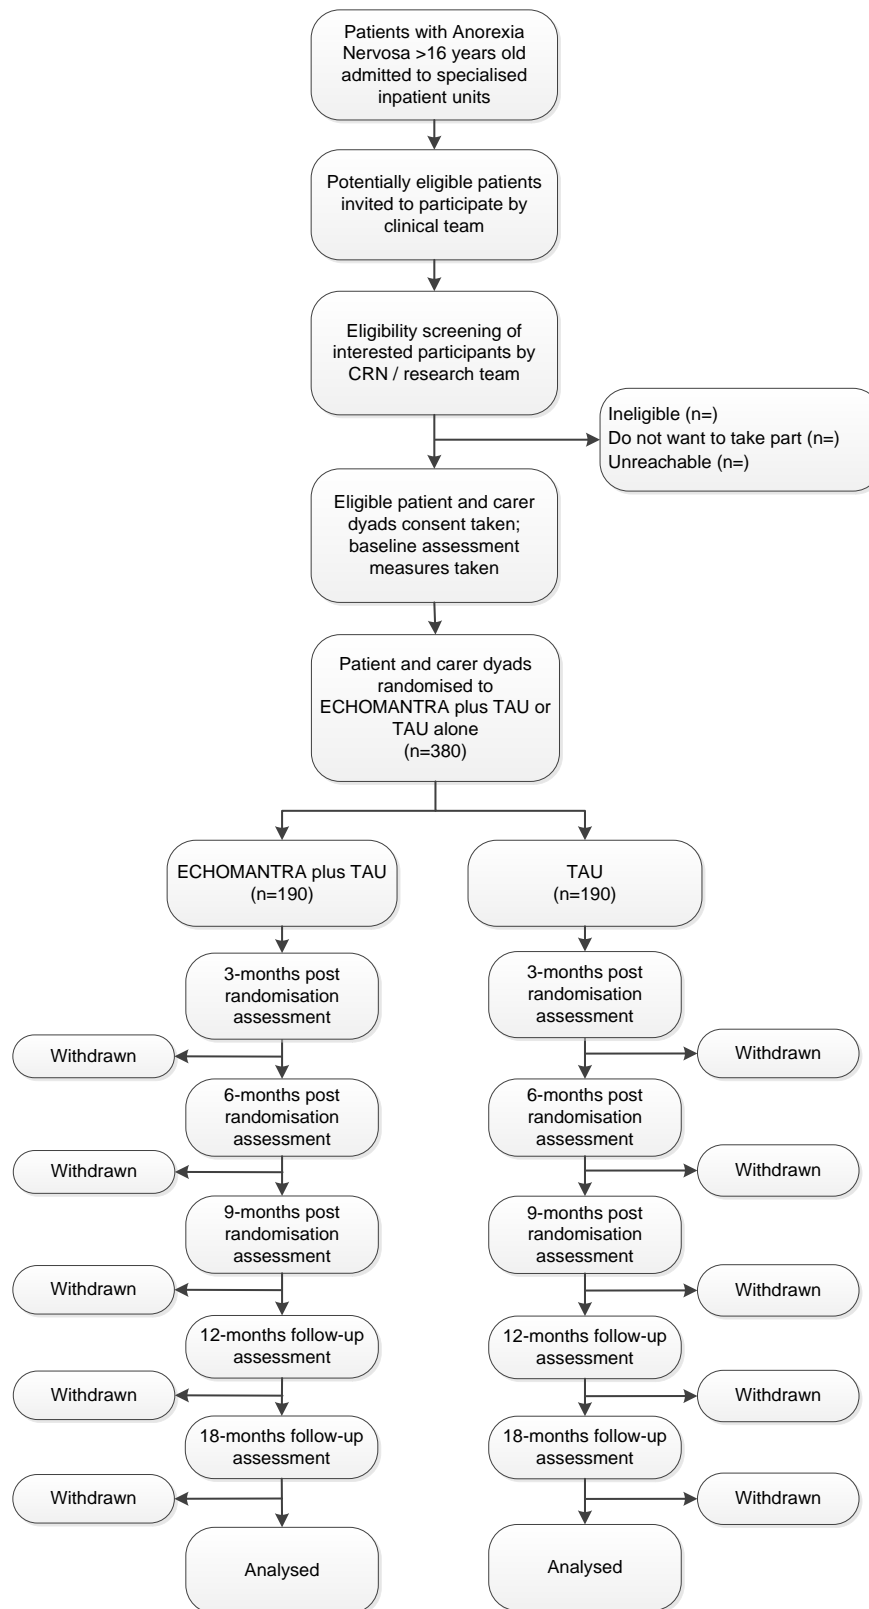 Patients with Anorexia
Nervosa >16 years old
admitted to specialised
inpatient units
Potentially eligible patients
invited to participate by
clinical team
Eligibility screening of
interested participants by
CRN / research team
Ineligible (n=)
Do not want to take part (n=)
Unreachable (n=)
Eligible patient and carer
dyads consent taken;
baseline assessment
measures taken
Patient and carer dyads
randomised to
ECHOMANTRA plus TAU or
TAU alone
(n=380)
ECHOMANTRA plus TAU
(n=190)
TAU
(n=190)
3-months post
randomisation
assessment
3-months post
randomisation
assessment
Withdrawn
Withdrawn
6-months post
randomisation
assessment
6-months post
randomisation
assessment
Withdrawn
Withdrawn
9-months post
randomisation
assessment
9-months post
randomisation
assessment
Withdrawn
Withdrawn
12-months follow-up
assessment
12-months follow-up
assessment
Withdrawn
Withdrawn
18-months follow-up
assessment
18-months follow-up
assessment
Withdrawn
Withdrawn
Analysed
Analysed